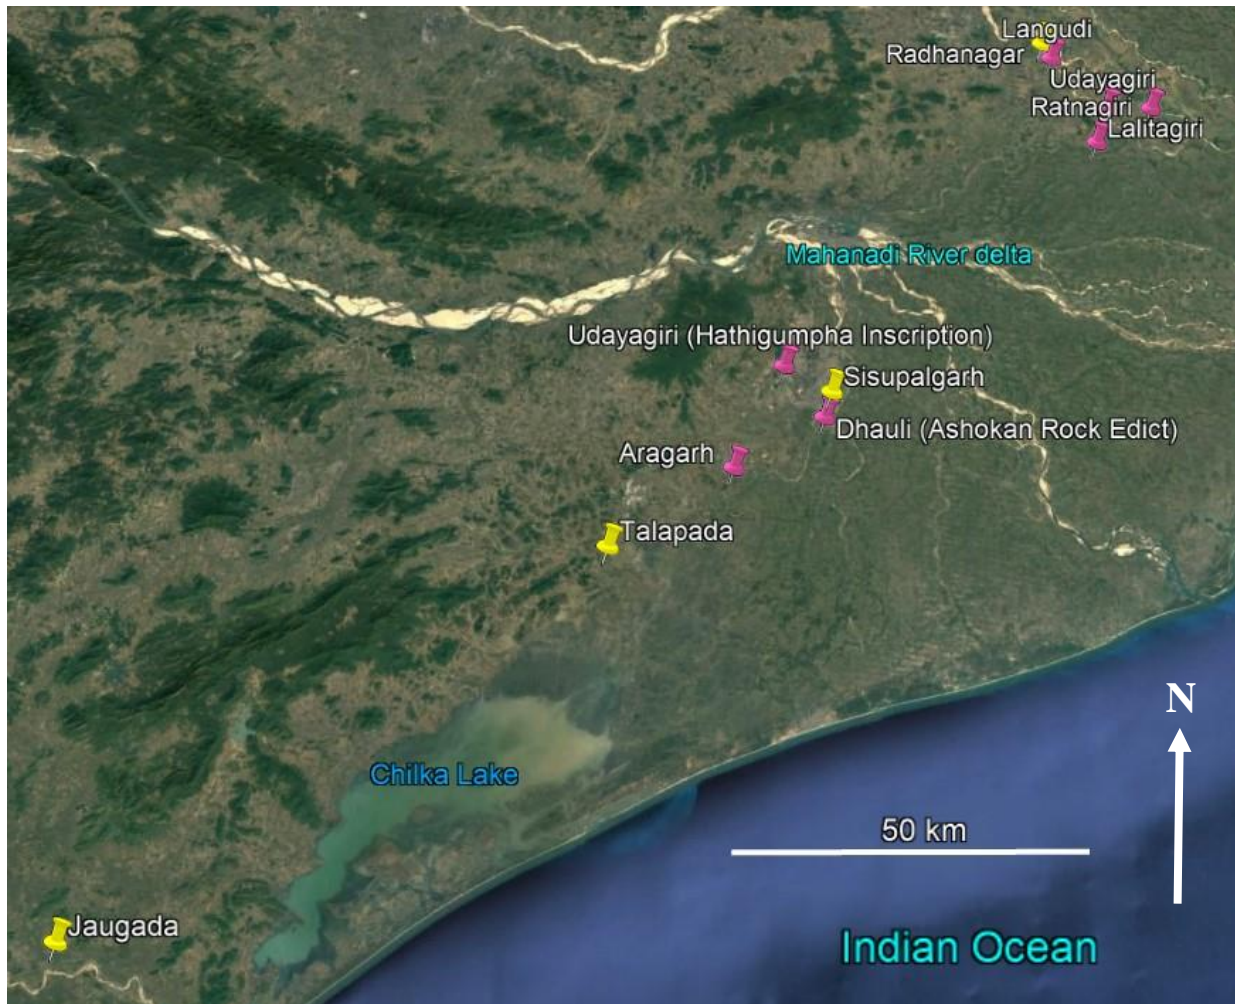 Langudi
Radhanagar
Udayagiri
Ratnagiri
Lalitagiri
Mahanadi River delta
Udayagiri (Hathigumpha Inscription)
Sisupalgarh
Dhauli (Ashokan Rock Edict)
Aragarh
Talapada
N
Chilka Lake
50 km
Jaugada
Indian Ocean